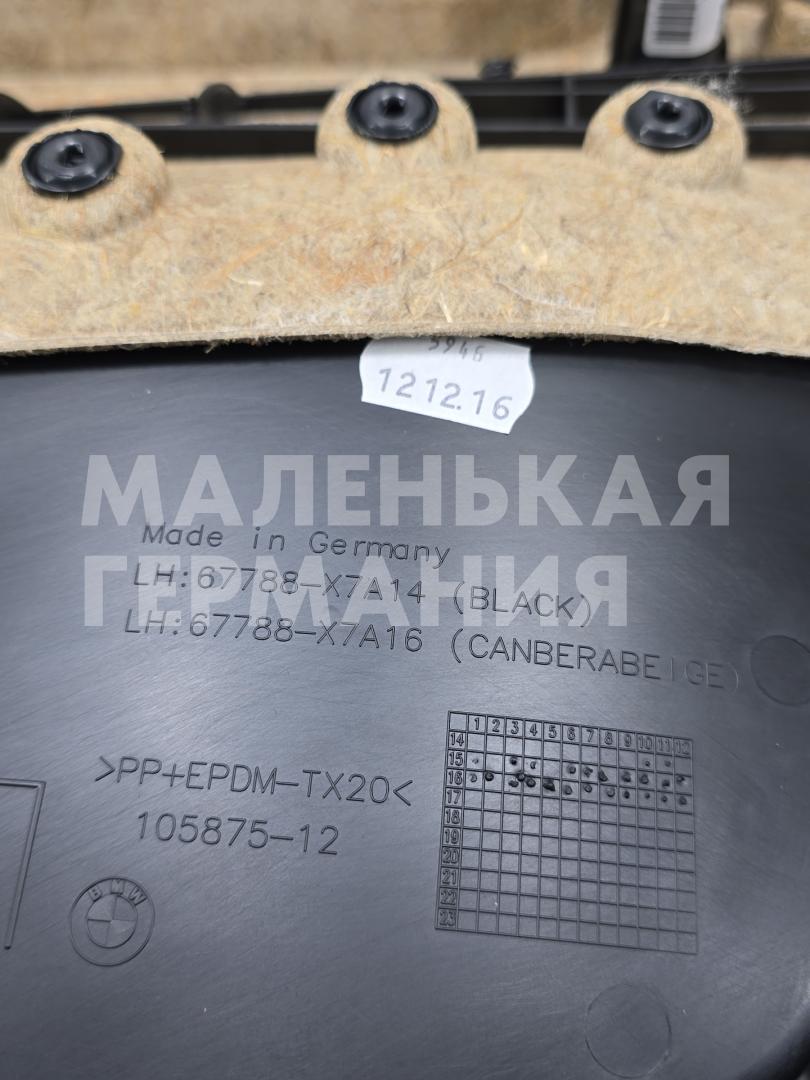 3946
121216
МАЛЕНЬКАЯ
ГЕРМАНИЯ
Made in Germany
LH:67788-X7A14 (BLACK)
LH:67788-X7A16 (CANBERABEIGE)
1 2 3 4 5 6 7 8 9 10 11 12
14
15
16
17
18
19
20
21
22
23
>PP+EPDM-TX20<
105875-12
BMW